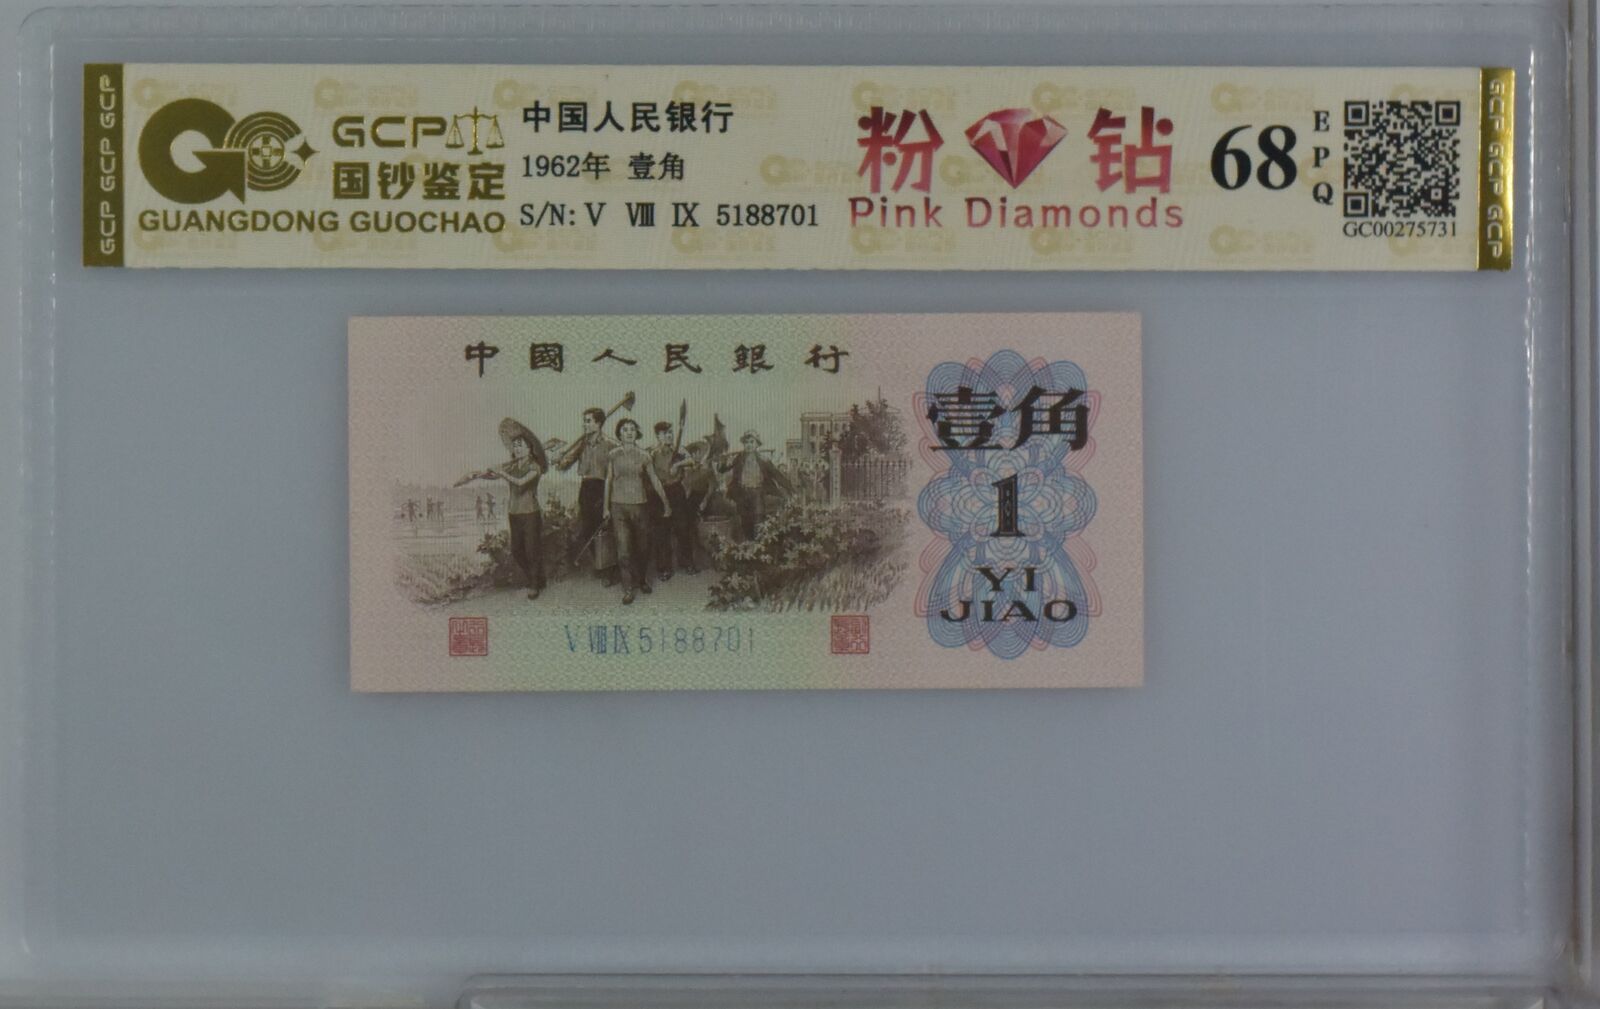 GCP GCP GCP
GCP
国钞鉴定
GUANGDONG GUOCHAO
中国人民银行
1962年 壹角
S/N: V VIII IX 5188701
粉 钻
Pink Diamonds
68
EPQ
GC00275731
GCP GCP GCP
中國人民銀行
壹角
1
YI
JIAO
V VIII IX 5188701